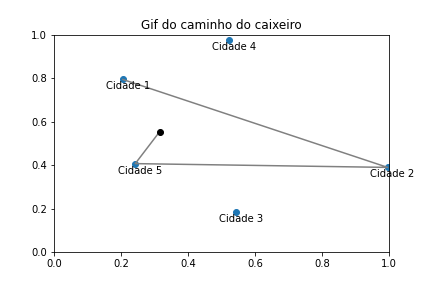 Gif do caminho do caixeiro
1.0
Cidade 4
0.8
Cidade 1
0.6
0.4
Cidade 5
Cidade 2
0.2
Cidade 3
0.0
0.0 0.2 0.4 0.6 0.8 1.0